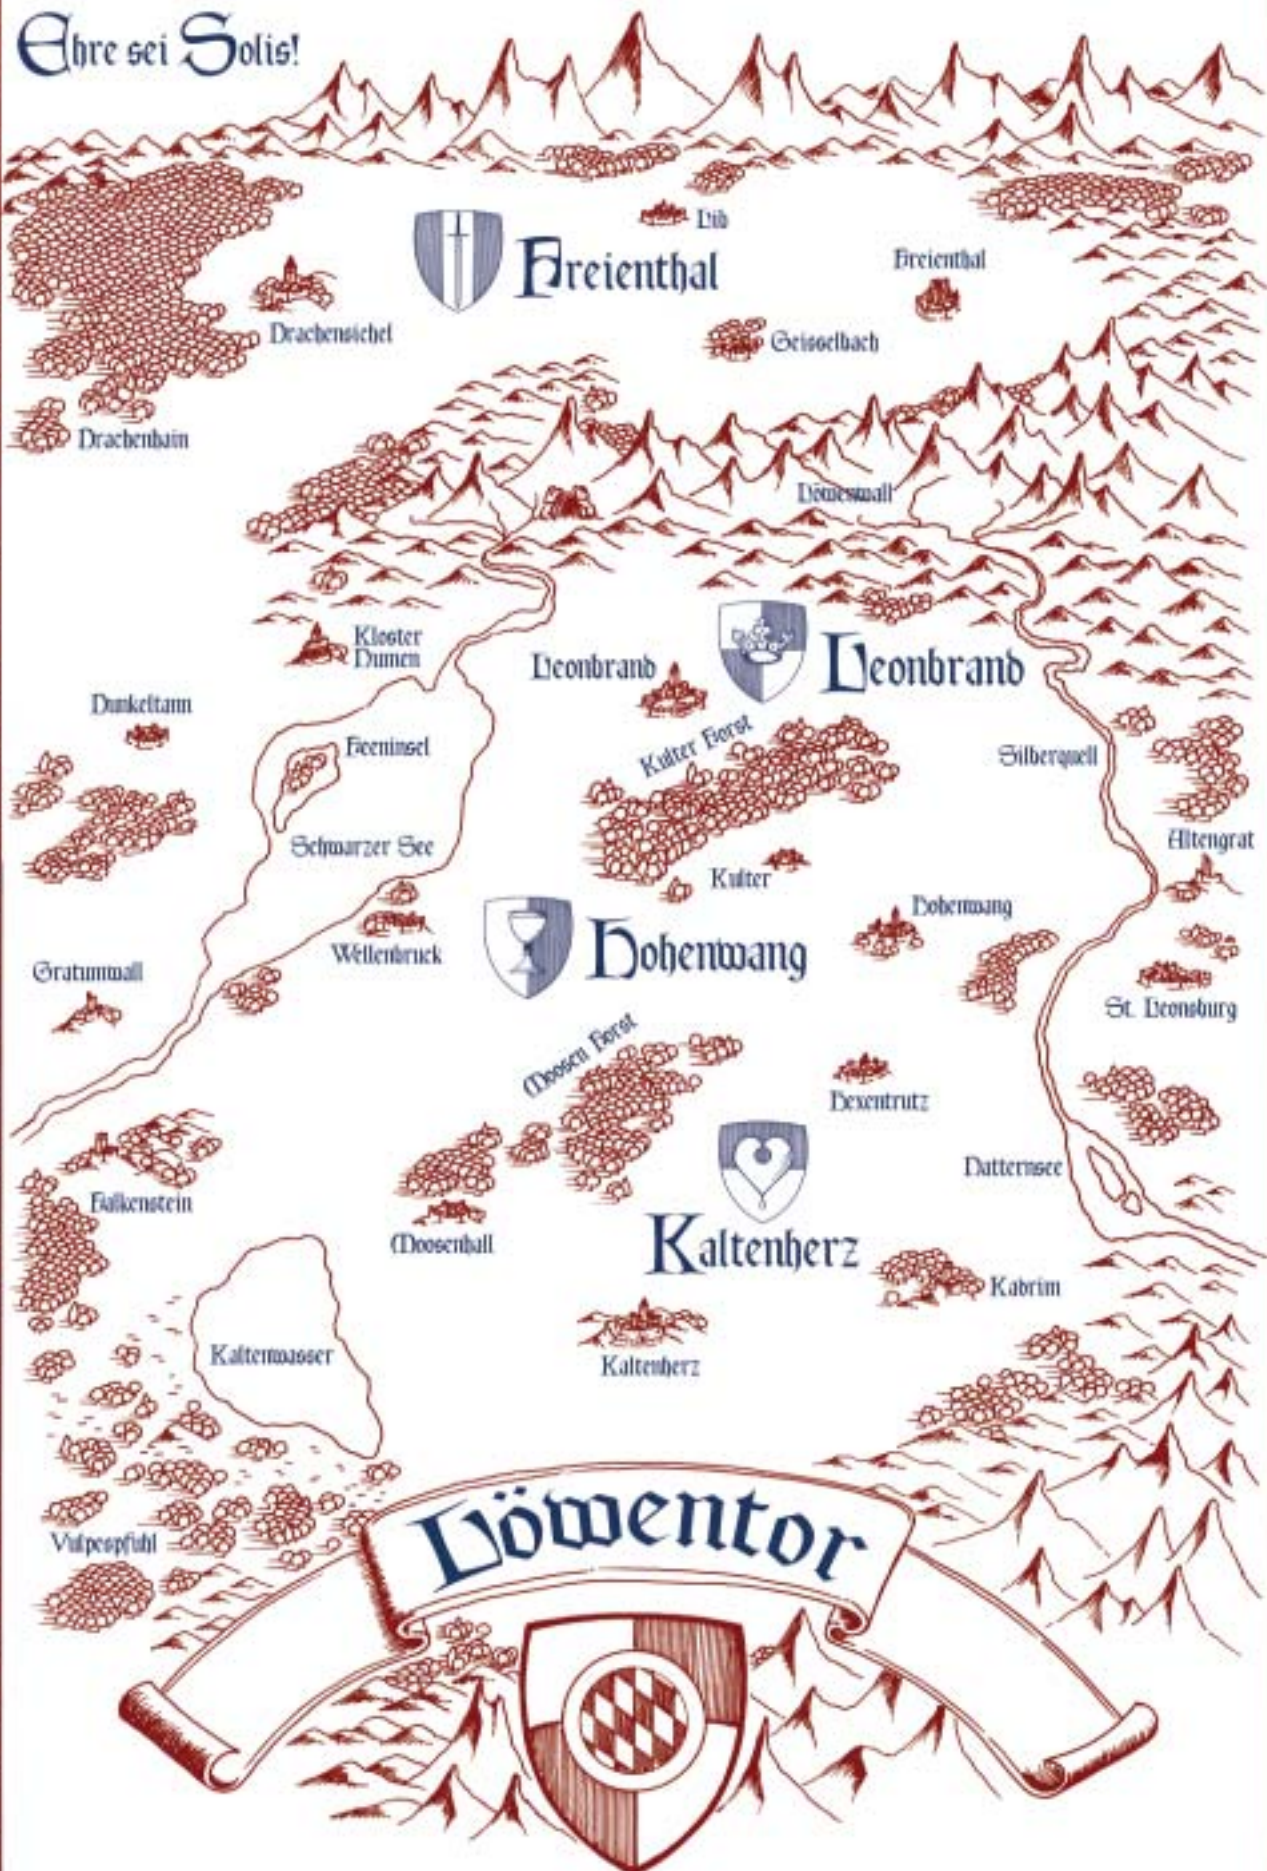 Ehre sei Solis!
Lib
Freienthal
Freienthal
Drachensichel
Geisselbach
Drachenhain
Löwenwall
Kloster
Dumen
Leonbrand
Leonbrand
Dunkeltann
Feeninsel
Kulter Forst
Silberquell
Schwarzer See
Altengrat
Kulter
Hohenwang
Wellenbruck
Hohenwang
Gratumwall
St. Leonsburg
Moosen Forst
Hexentrutz
Natternsee
Falkenstein
Moosenhall
Kaltenherz
Kabrim
Kaltenwasser
Kaltenherz
Vulpespfuhl
Löwentor